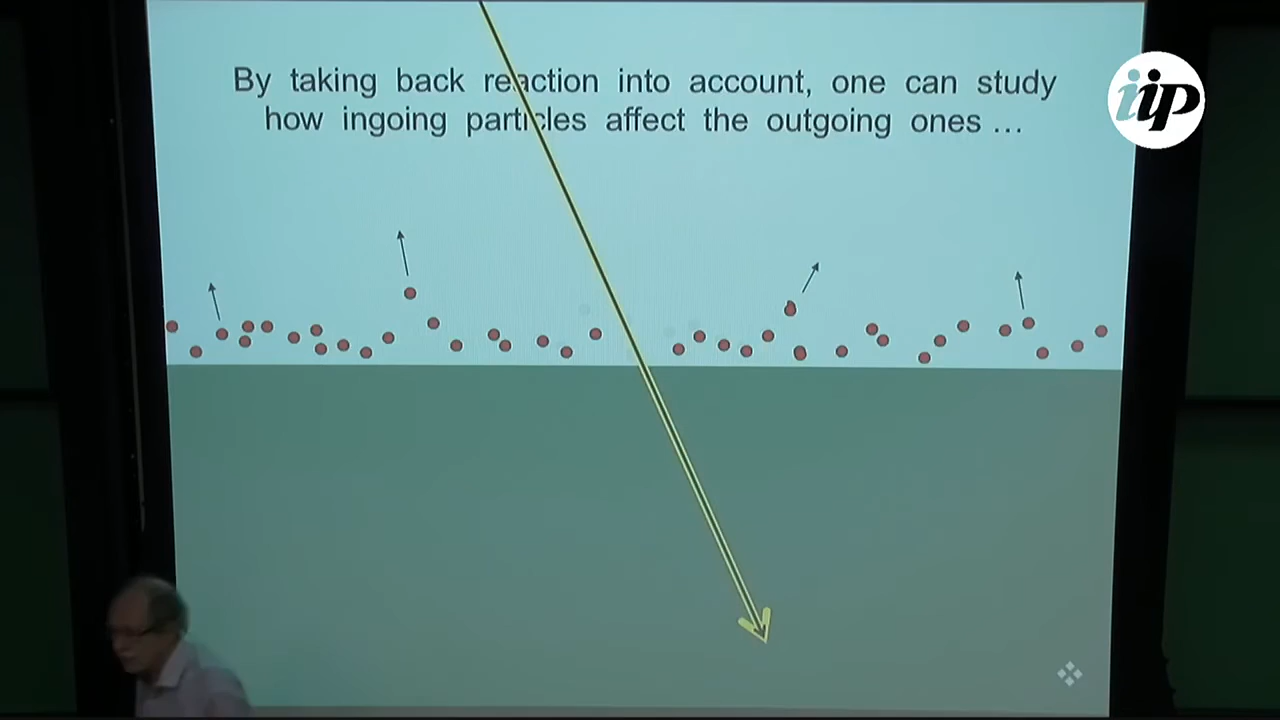 By taking back reaction into account, one can study
how ingoing particles affect the outgoing ones ...
iip